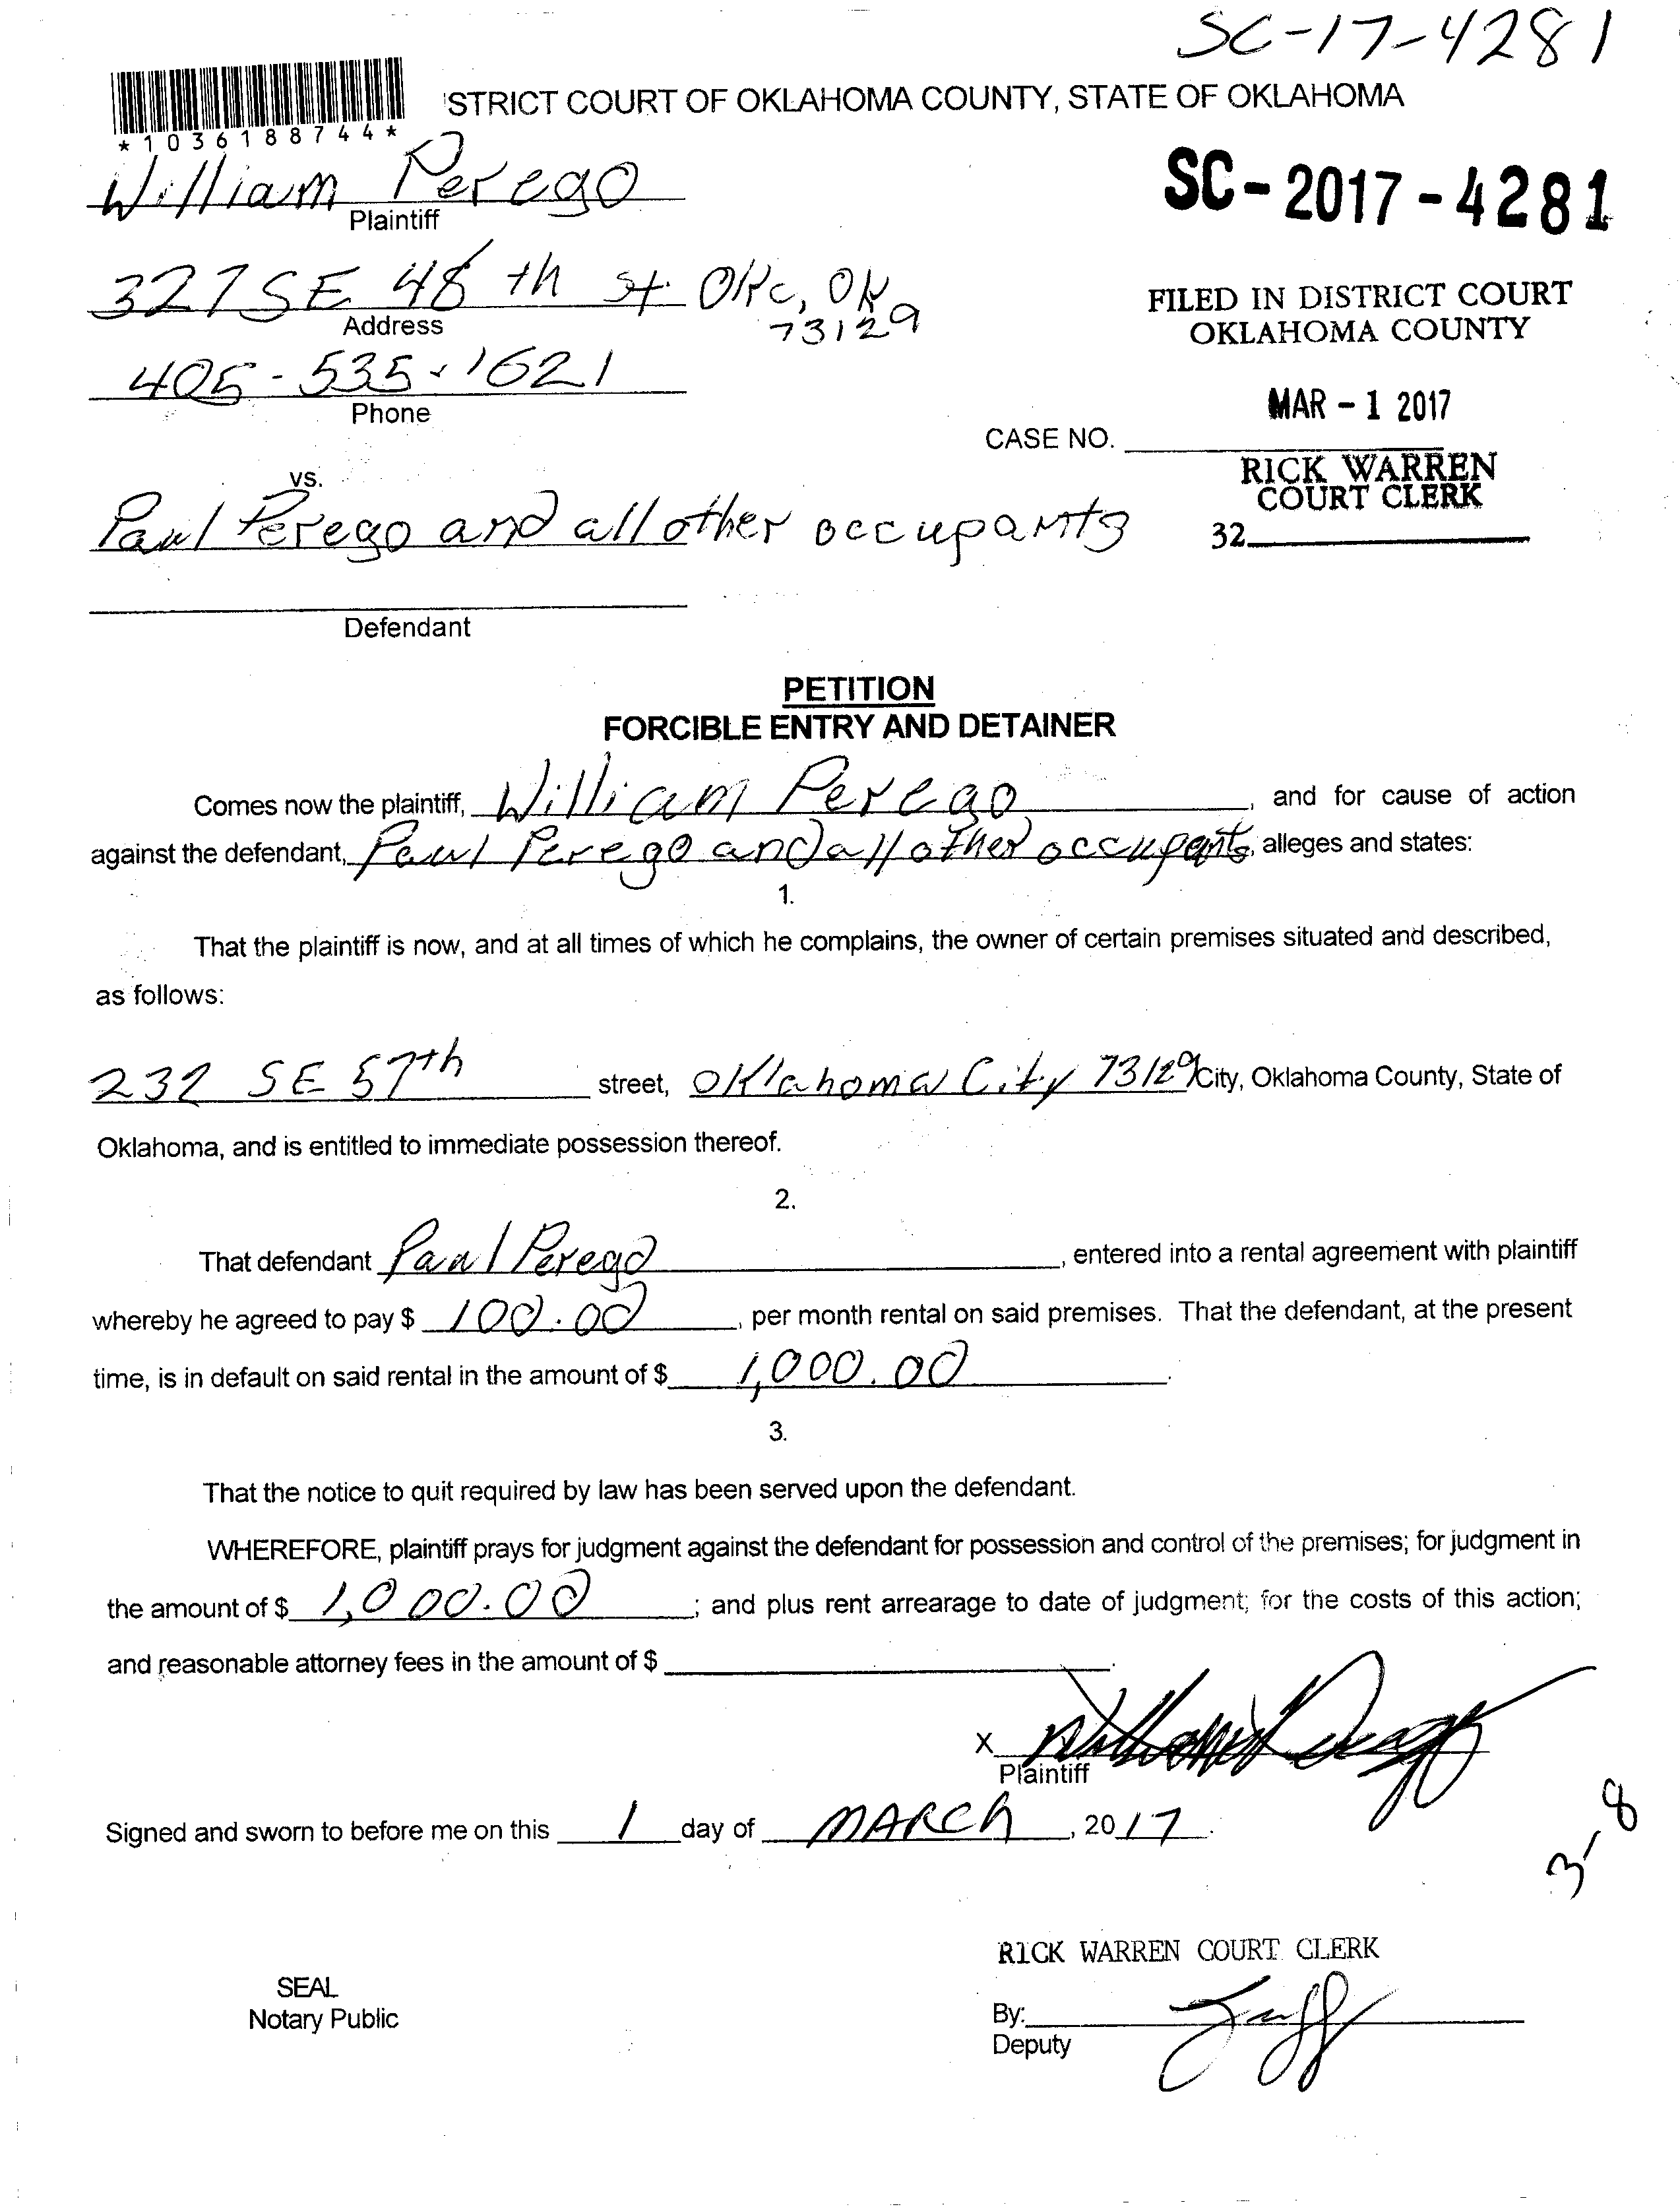 SC-17-4281
STRICT COURT OF OKLAHOMA COUNTY, STATE OF OKLAHOMA
*1036188744*
William Perego
Plaintiff
SC-2017-4281
327 SE 48th st. OKC, OK
73129
Address
FILED IN DISTRICT COURT
OKLAHOMA COUNTY
405-535-1621
Phone
MAR - 1 2017
CASE NO.
RICK WARREN
COURT CLERK
32
vs.
Paul Perego and all other occupants
Defendant
PETITION
FORCIBLE ENTRY AND DETAINER
Comes now the plaintiff, William Perego, and for cause of action
against the defendant, Paul Perego and all other occupants, alleges and states:
1.
That the plaintiff is now, and at all times of which he complains, the owner of certain premises situated and described,
as follows:
232 SE 57th street, Oklahoma City 73129 City, Oklahoma County, State of
Oklahoma, and is entitled to immediate possession thereof.
2.
That defendant Paul Perego, entered into a rental agreement with plaintiff
whereby he agreed to pay $ 100.00, per month rental on said premises. That the defendant, at the present
time, is in default on said rental in the amount of $ 1,000.00.
3.
That the notice to quit required by law has been served upon the defendant.
WHEREFORE, plaintiff prays for judgment against the defendant for possession and control of the premises; for judgment in
the amount of $ 1,000.00; and plus rent arrearage to date of judgment; for the costs of this action;
and reasonable attorney fees in the amount of $ .
X
Plaintiff
Signed and sworn to before me on this 1 day of MARCh, 2017.
3-8
RICK WARREN COURT CLERK
SEAL
Notary Public
By:
Deputy